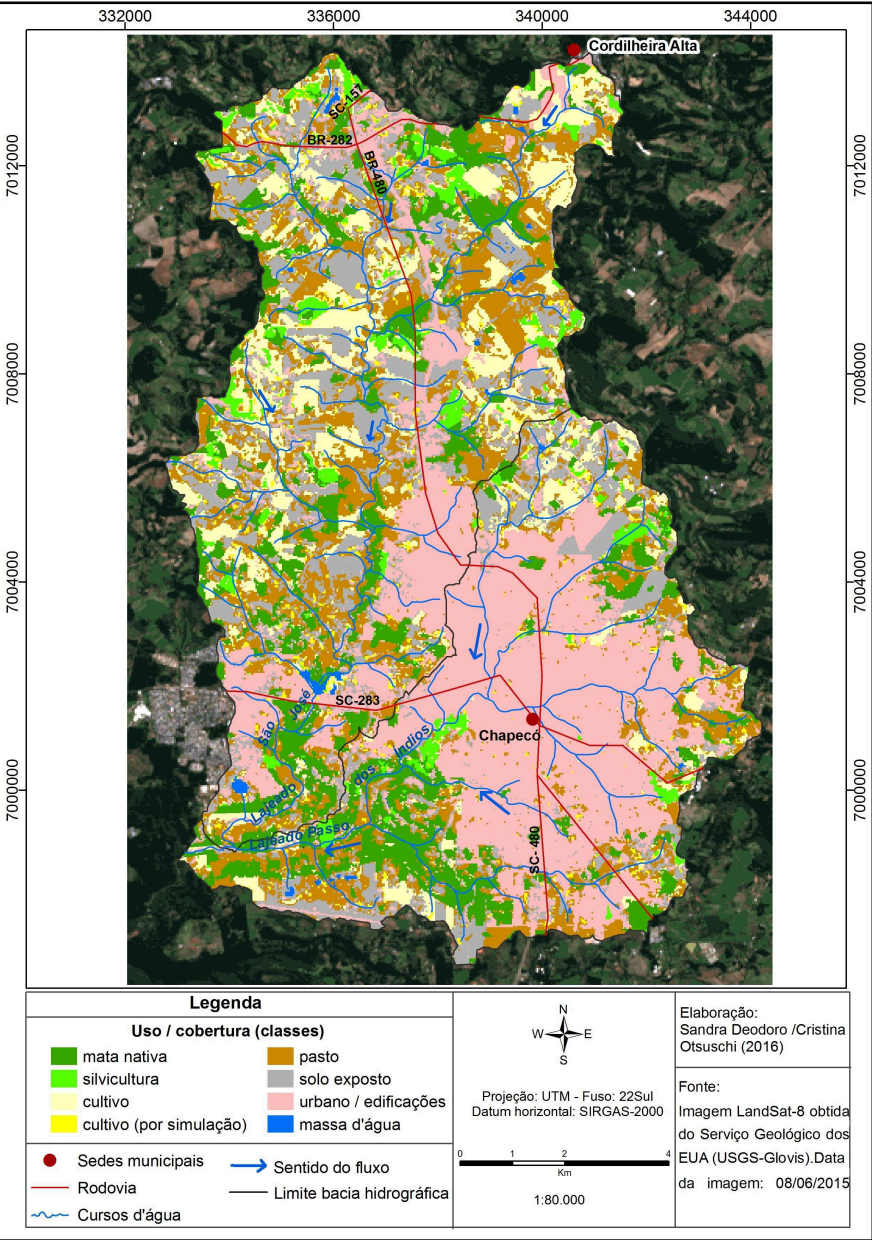 332000
336000
340000
344000
Cordilheira Alta
7012000
7012000
SC-157
BR-282
BR-480
7008000
7008000
7004000
7004000
SC-283
São José
Chapecó
dos Índios
Lajeado
7000000
7000000
Lajeado Passo
SC- 480
Legenda
Uso / cobertura (classes)
mata nativa
silvicultura
cultivo
cultivo (por simulação)
pasto
solo exposto
urbano / edificações
massa d'água
Sedes municipais
Rodovia
Cursos d'água
Sentido do fluxo
Limite bacia hidrográfica
N
W
E
S
Projeção: UTM - Fuso: 22Sul
Datum horizontal: SIRGAS-2000
0 1 2 4
Km
1:80.000
Elaboração:
Sandra Deodoro /Cristina
Otsuschi (2016)
Fonte:
Imagem LandSat-8 obtida
do Serviço Geológico dos
EUA (USGS-Glovis).Data
da imagem: 08/06/2015